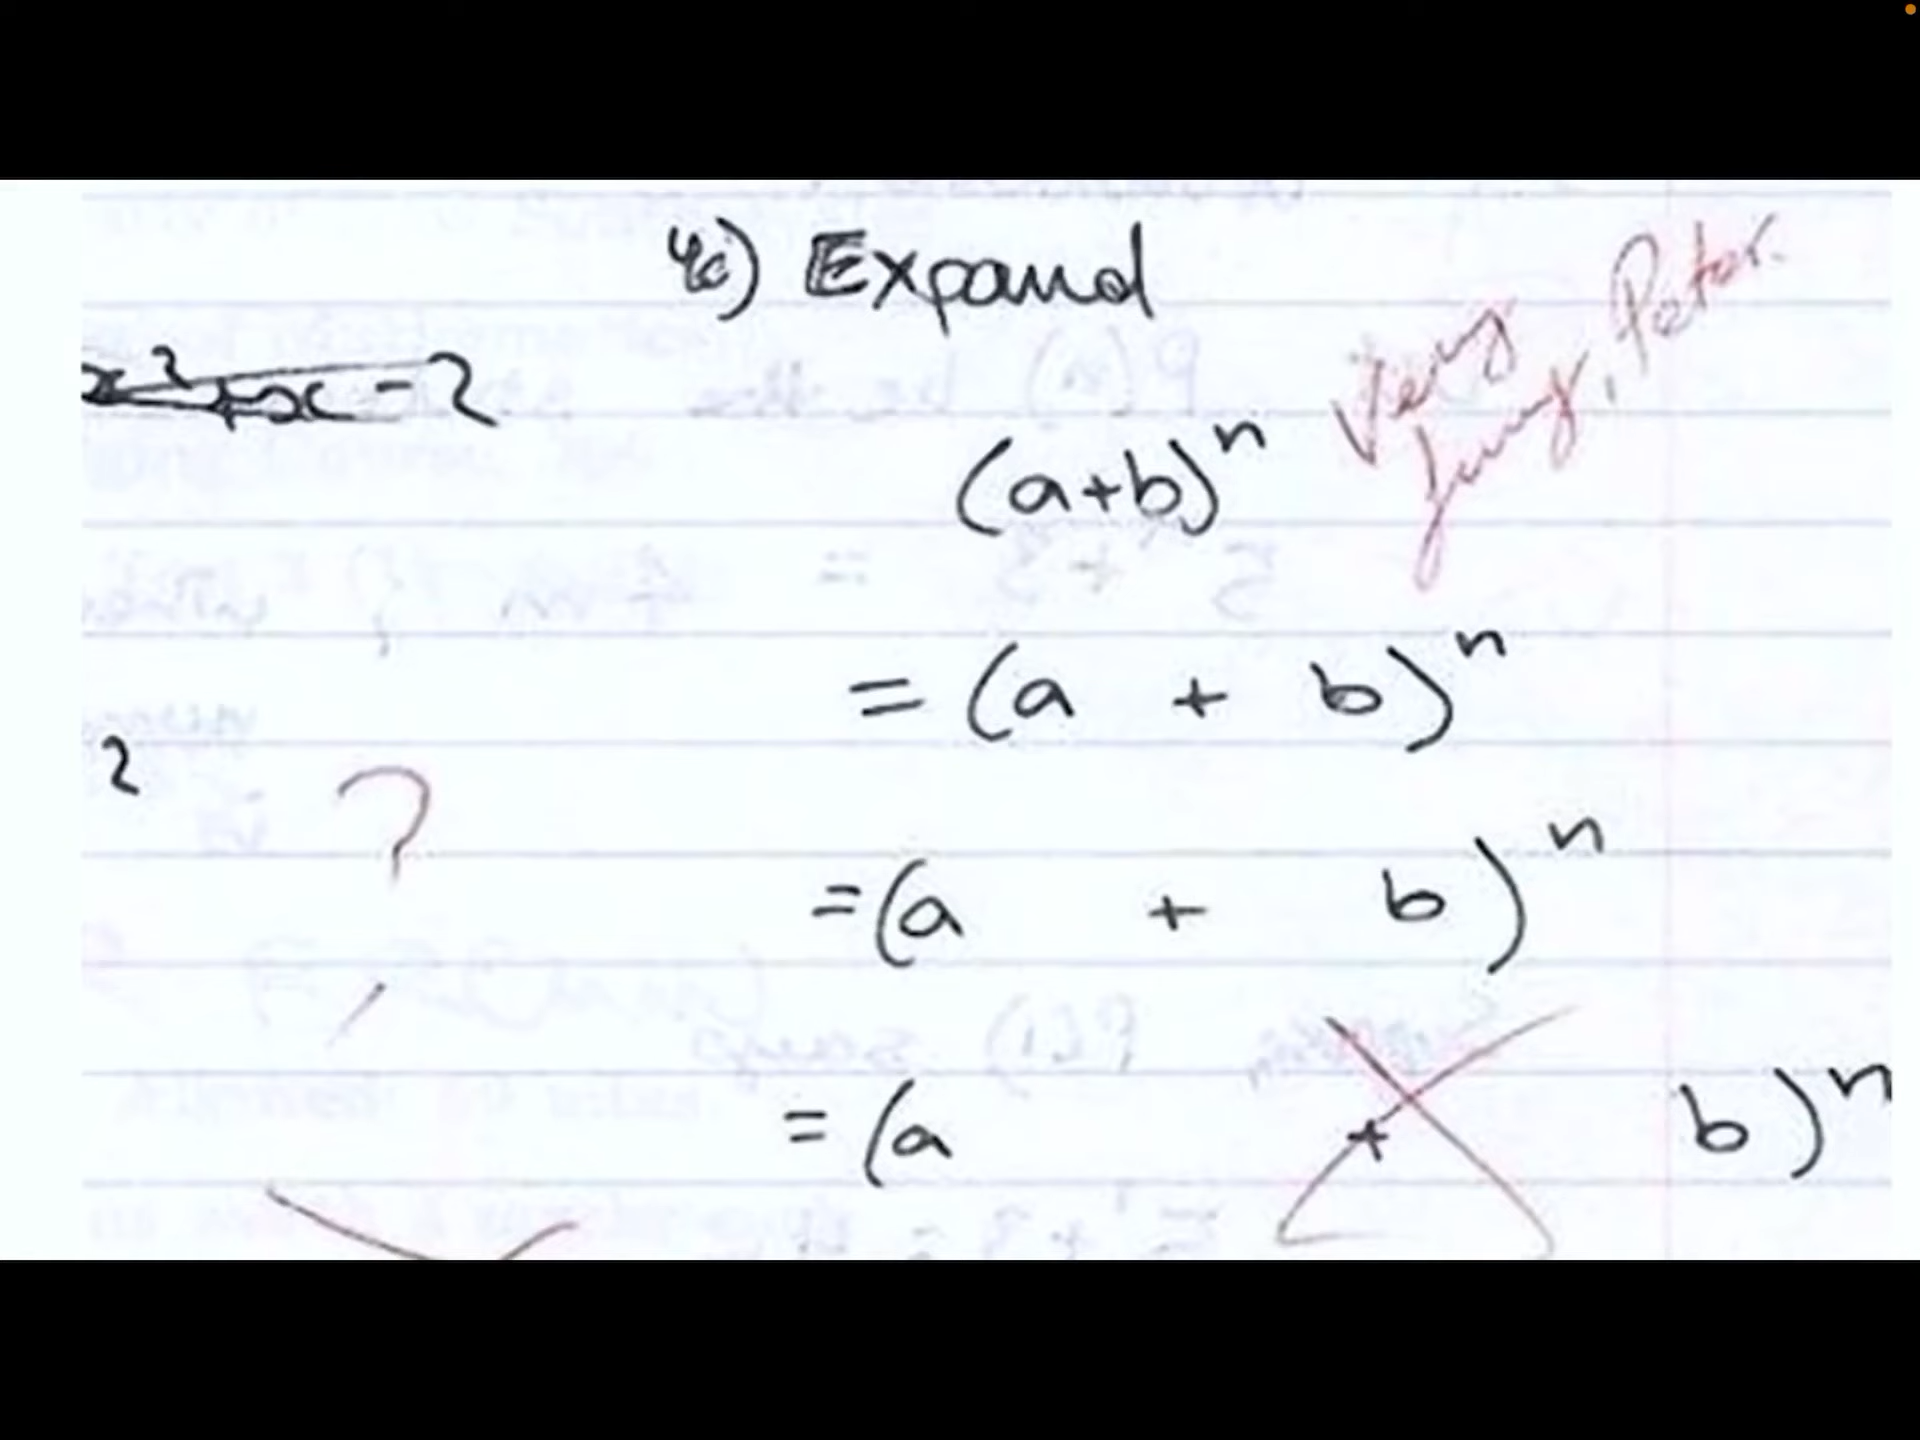 4c) Expand
Very funny, Peter.
x²+x-2
(a+b)ⁿ
= (a + b)ⁿ
2
?
= (a + b)ⁿ
= (a + b)ⁿ